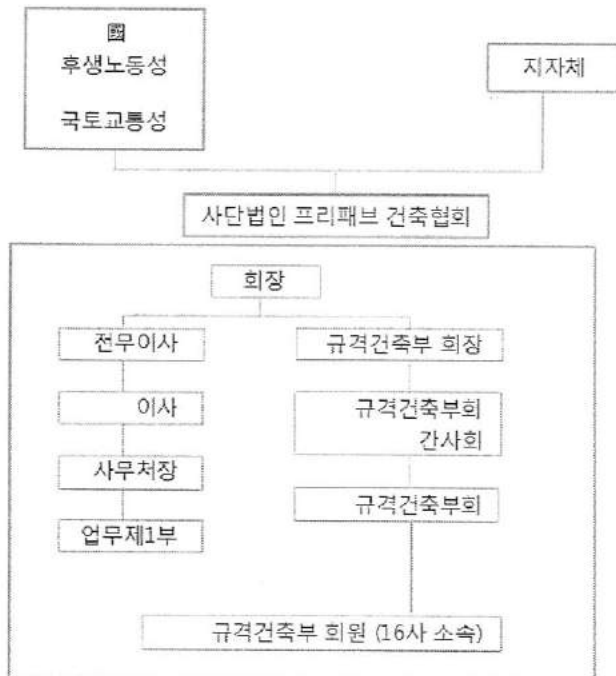 國
후생노동성
국토교통성
지자체
사단법인 프리패브 건축협회
회장
전무이사
규격건축부 회장
이사
규격건축부회
간사회
사무처장
규격건축부회
업무제1부
규격건축부 회원 (16사 소속)